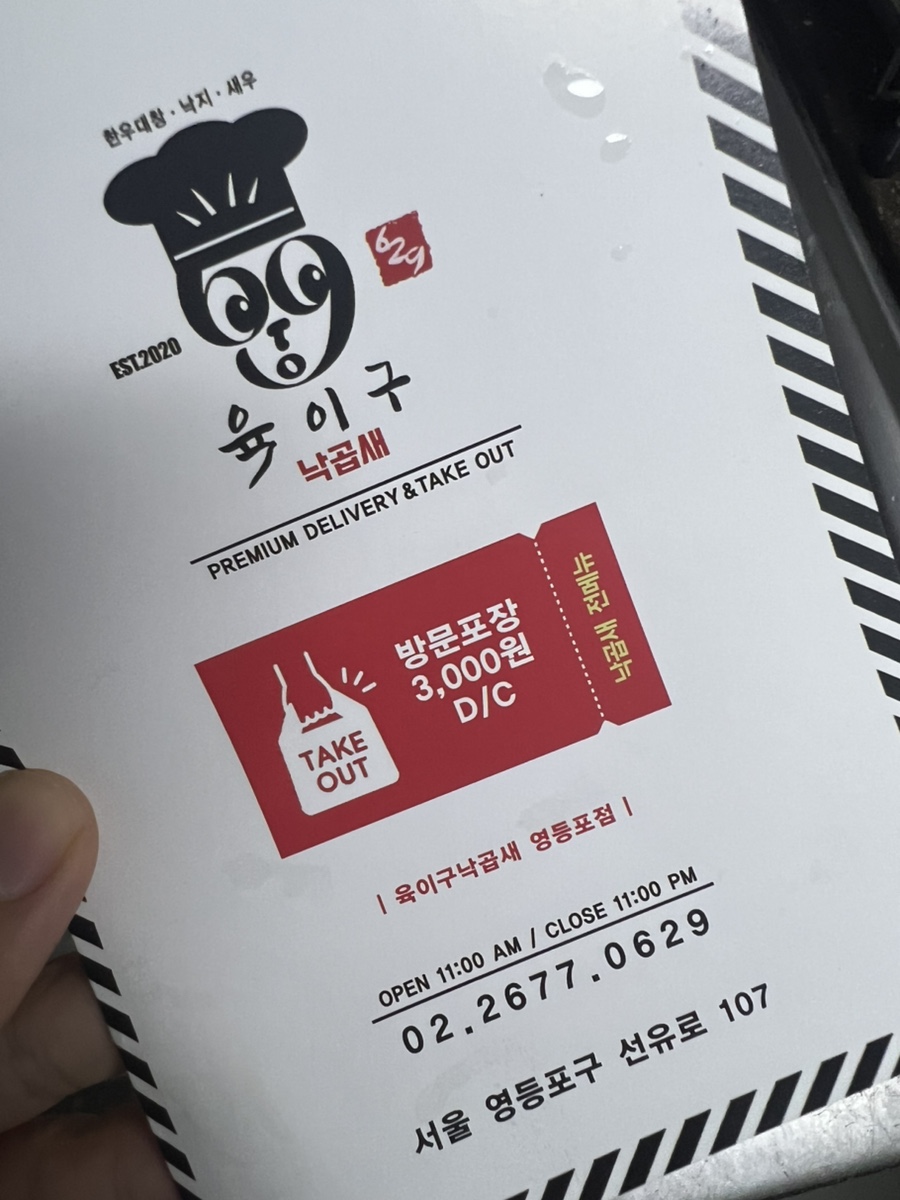 한우대창·낙지·새우
629
EST.2020
육이구
낙곱새
PREMIUM DELIVERY&TAKE OUT
방문포장
3,000원
D/C
낙곱새 전메뉴
TAKE
OUT
| 육이구낙곱새 영등포점 |
OPEN 11:00 AM / CLOSE 11:00 PM
02.2677.0629
서울 영등포구 선유로 107